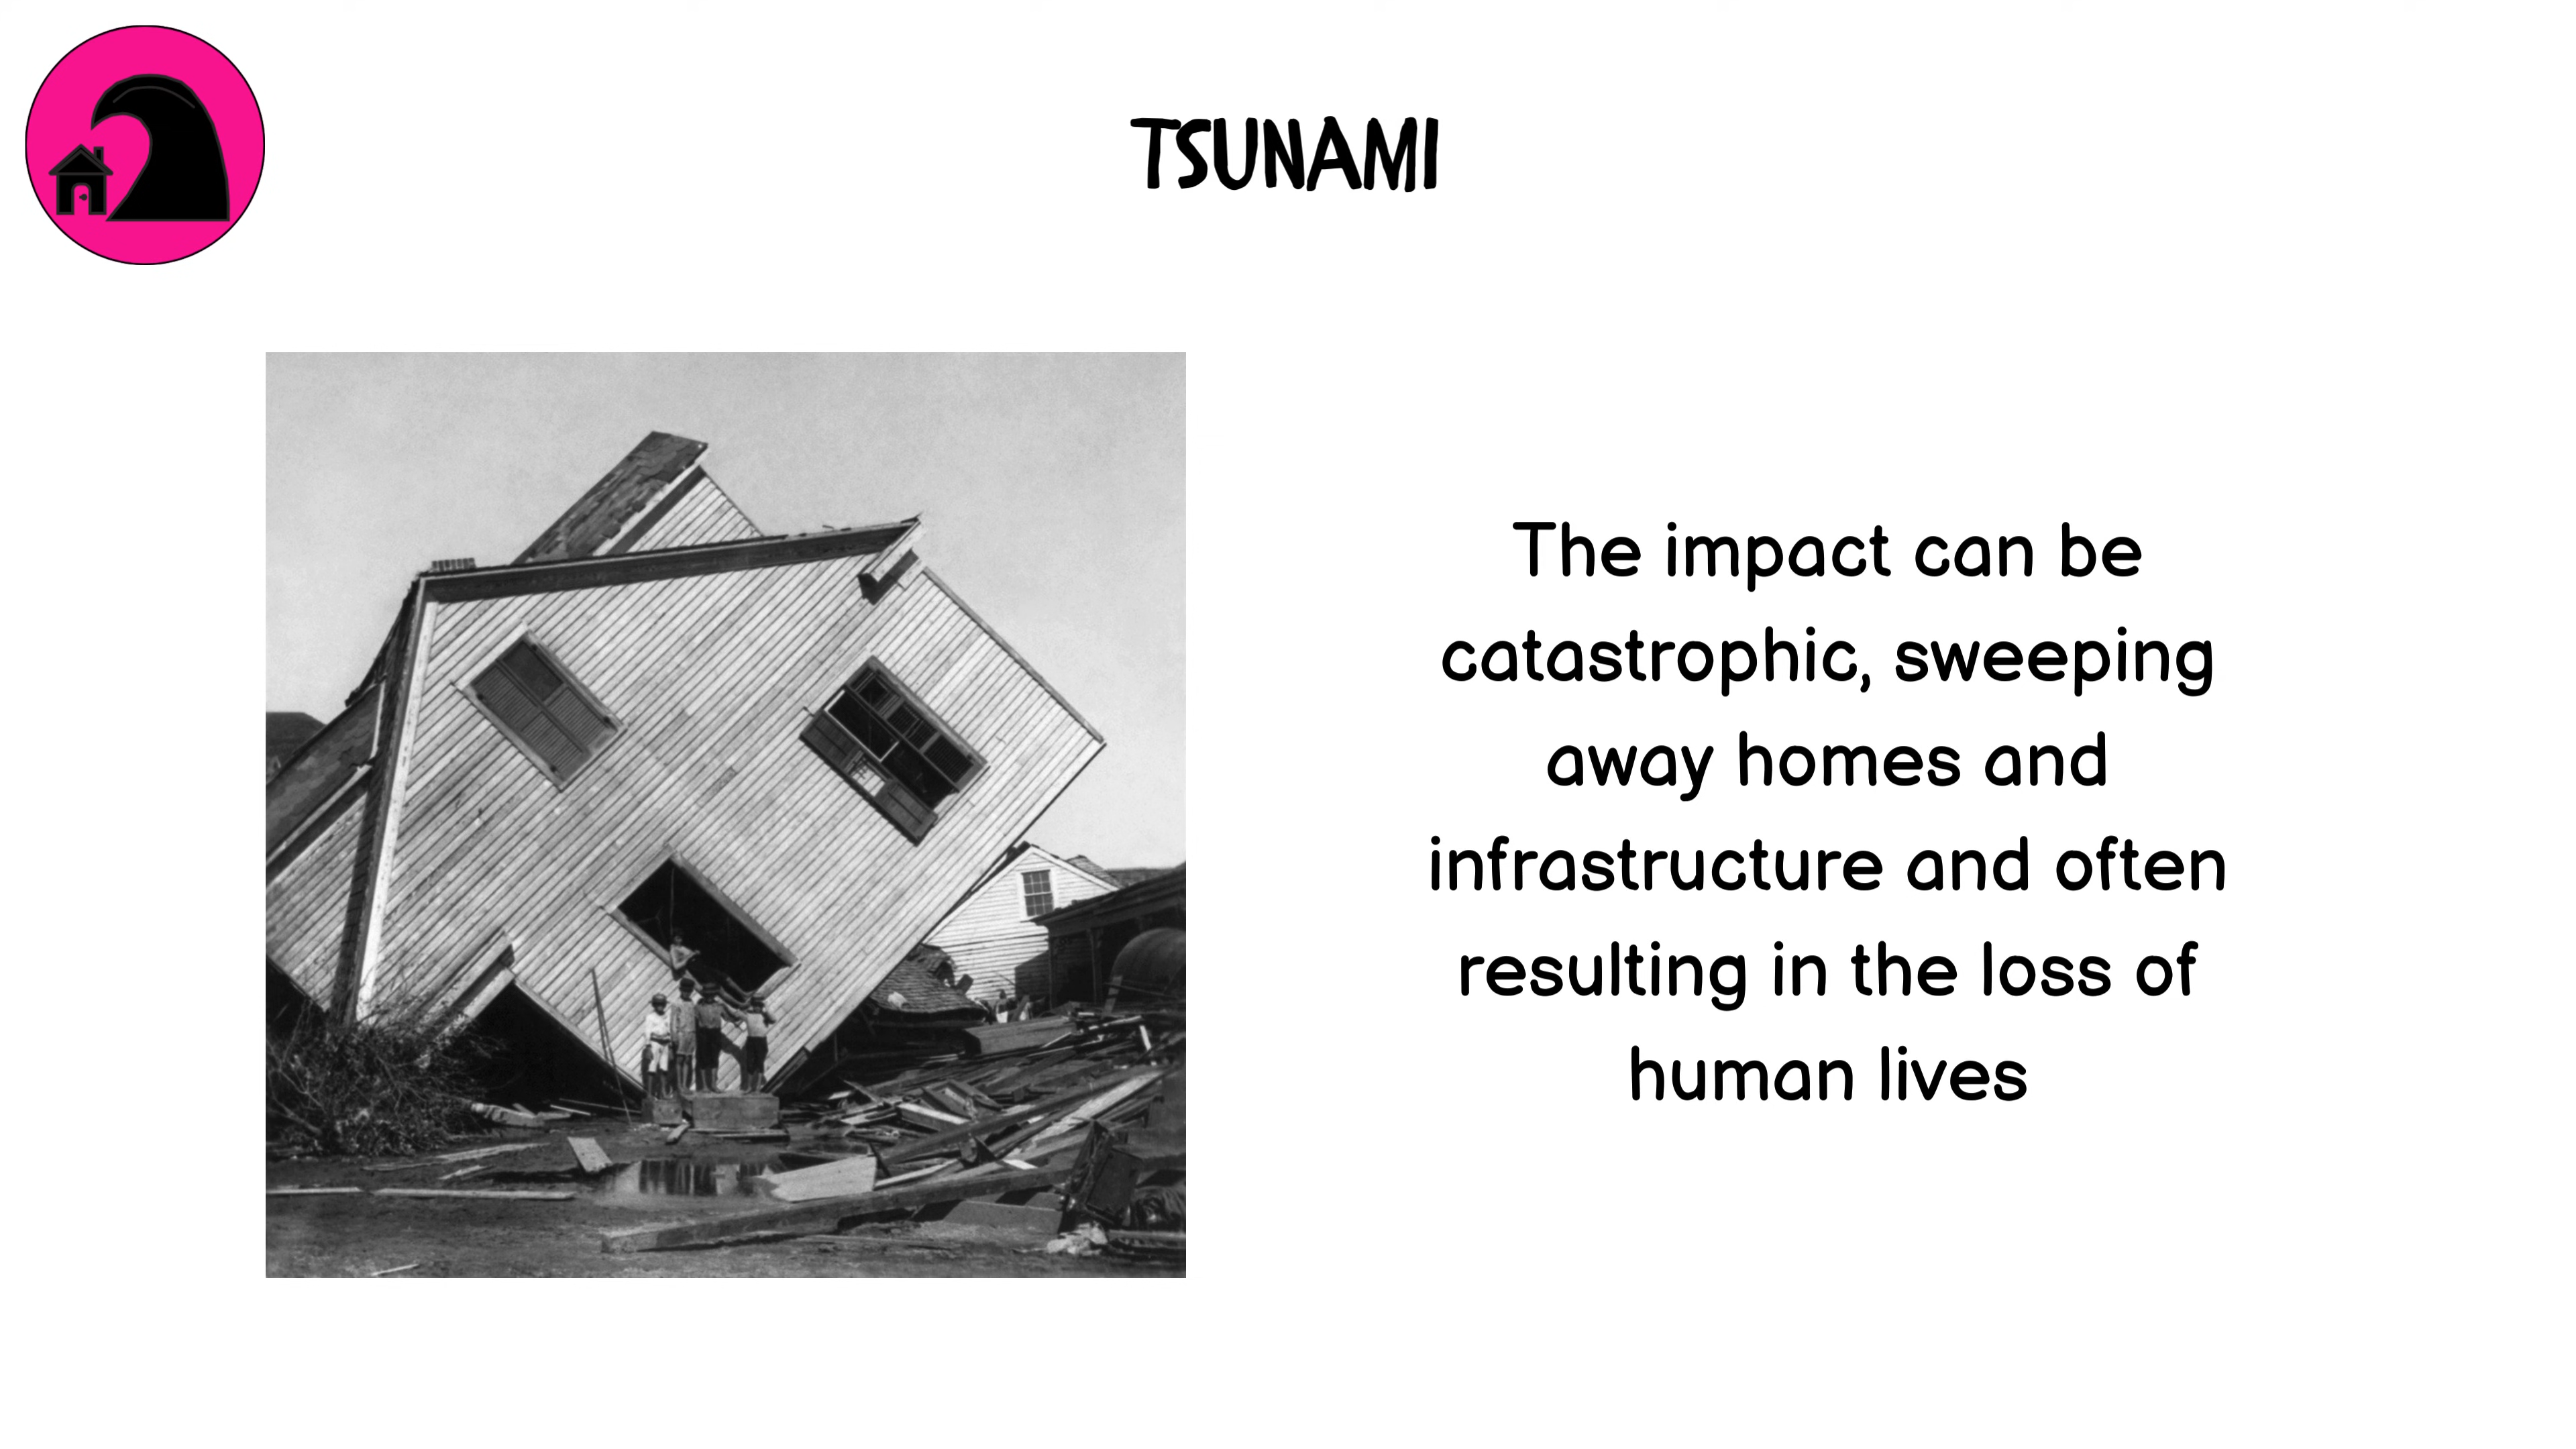 TSUNAMI
The impact can be
catastrophic, sweeping
away homes and
infrastructure and often
resulting in the loss of
human lives